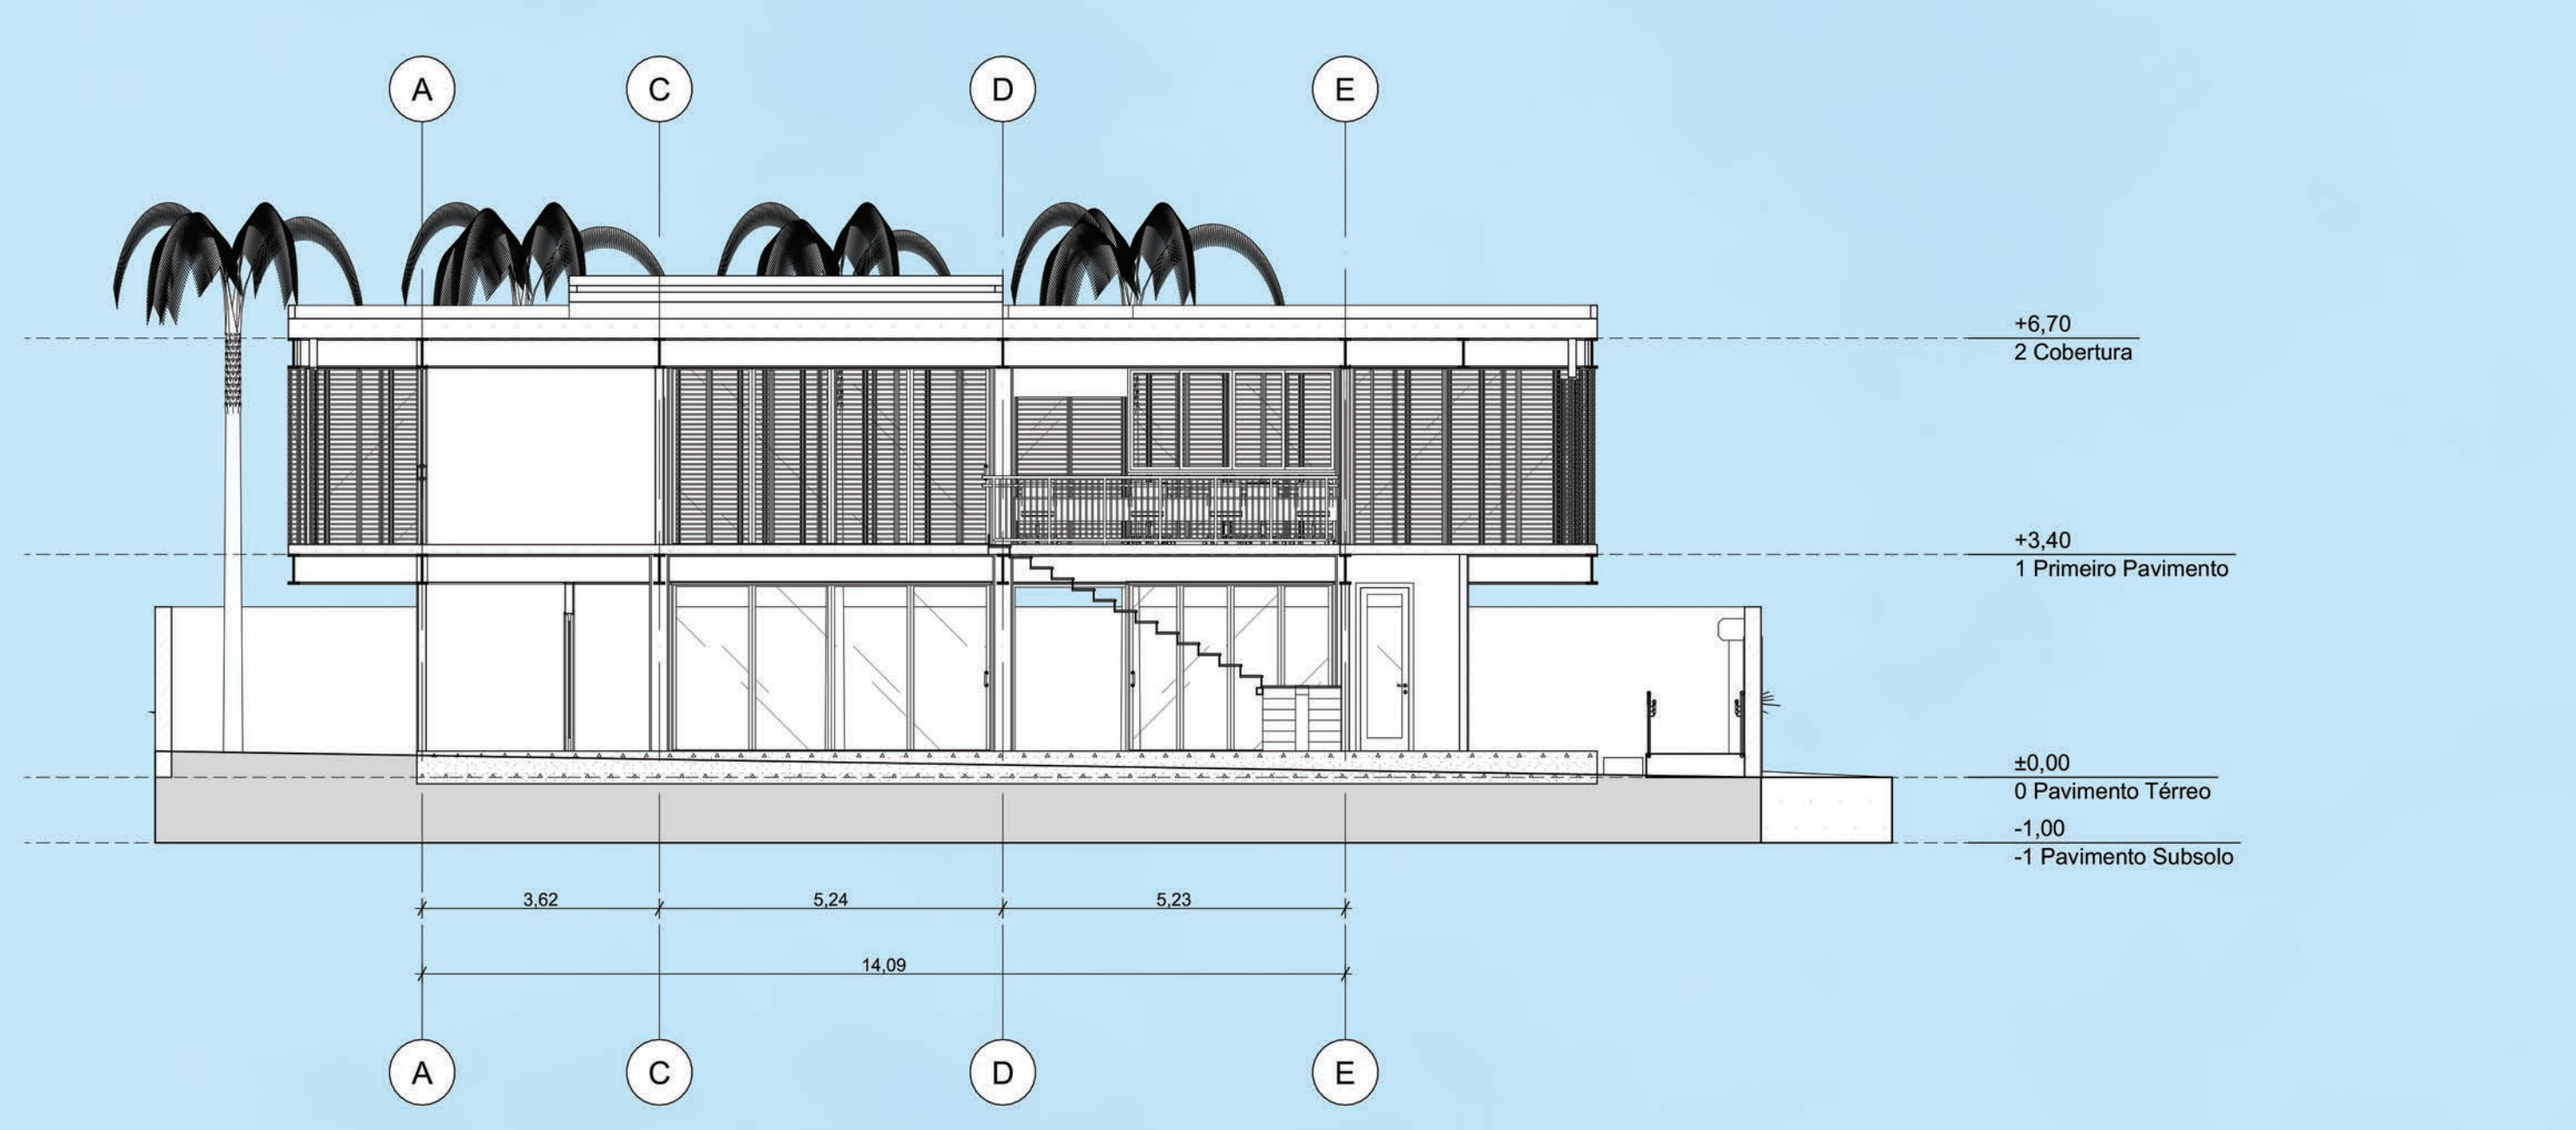 A C D E
+6,70
2 Cobertura
+3,40
1 Primeiro Pavimento
±0,00
0 Pavimento Térreo
-1,00
-1 Pavimento Subsolo
3,62 5,24 5,23
14,09
A C D E